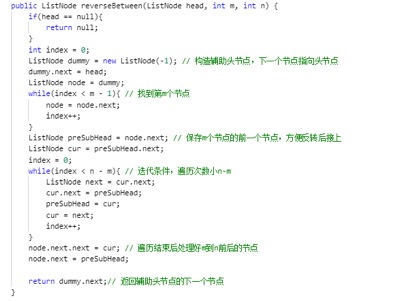 public ListNode reverseBetween(ListNode head, int m, int n) {
if(head == null){
return null;
}
int index = 0;
ListNode dummy = new ListNode(-1); // 构造辅助头节点，下一个节点指向头节点
dummy.next = head;
ListNode node = dummy;
while(index < m - 1){ // 找到第m个节点
node = node.next;
index++;
}
ListNode preSubHead = node.next; // 保存m个节点的前一个节点，方便反转后接上
ListNode cur = preSubHead.next;
index = 0;
while(index < n - m){ // 迭代条件，遍历次数小n-m
ListNode next = cur.next;
cur.next = preSubHead;
preSubHead = cur;
cur = next;
index++;
}
node.next.next = cur; // 遍历结束后处理好m到n前后的节点
node.next = preSubHead;
return dummy.next;// 返回辅助头节点的下一个节点
}